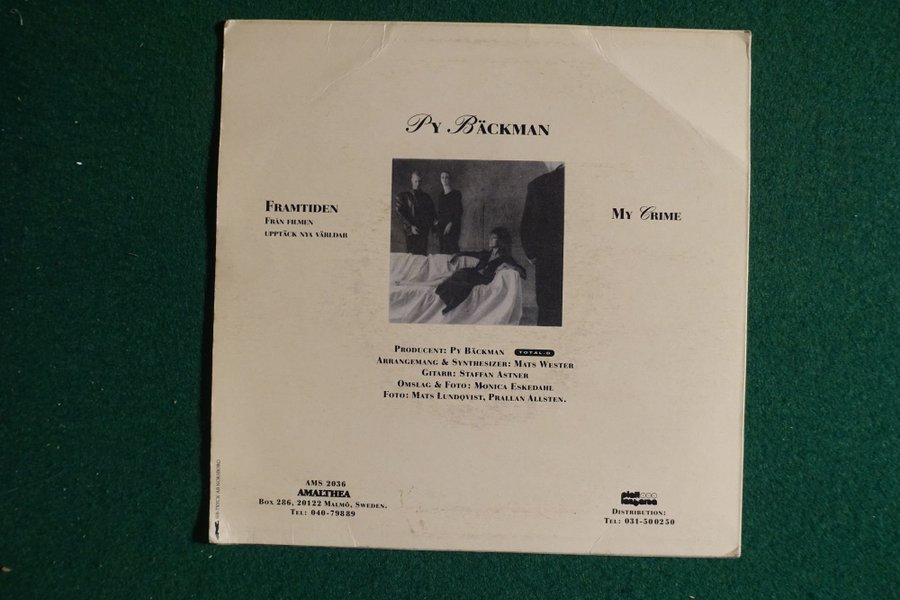 PY BÄCKMAN
FRAMTIDEN
FRÅN FILMEN
UPPTÄCK NYA VÄRLDAR
MY CRIME
PRODUCENT: PY BÄCKMAN TOTAL-B
ARRANGEMANG & SYNTHESIZER: MATS WESTER
GITARR: STAFFAN ASTNER
OMSLAG & FOTO: MONICA ESKEDAHL
FOTO: MATS LUNDQVIST, PRALLAN ALLSTEN.
AMS 2036
AMALTHEA
BOX 286, 20122 MALMÖ, SWEDEN.
TEL: 040-79889
DISTRIBUTION:
TEL: 031-500250